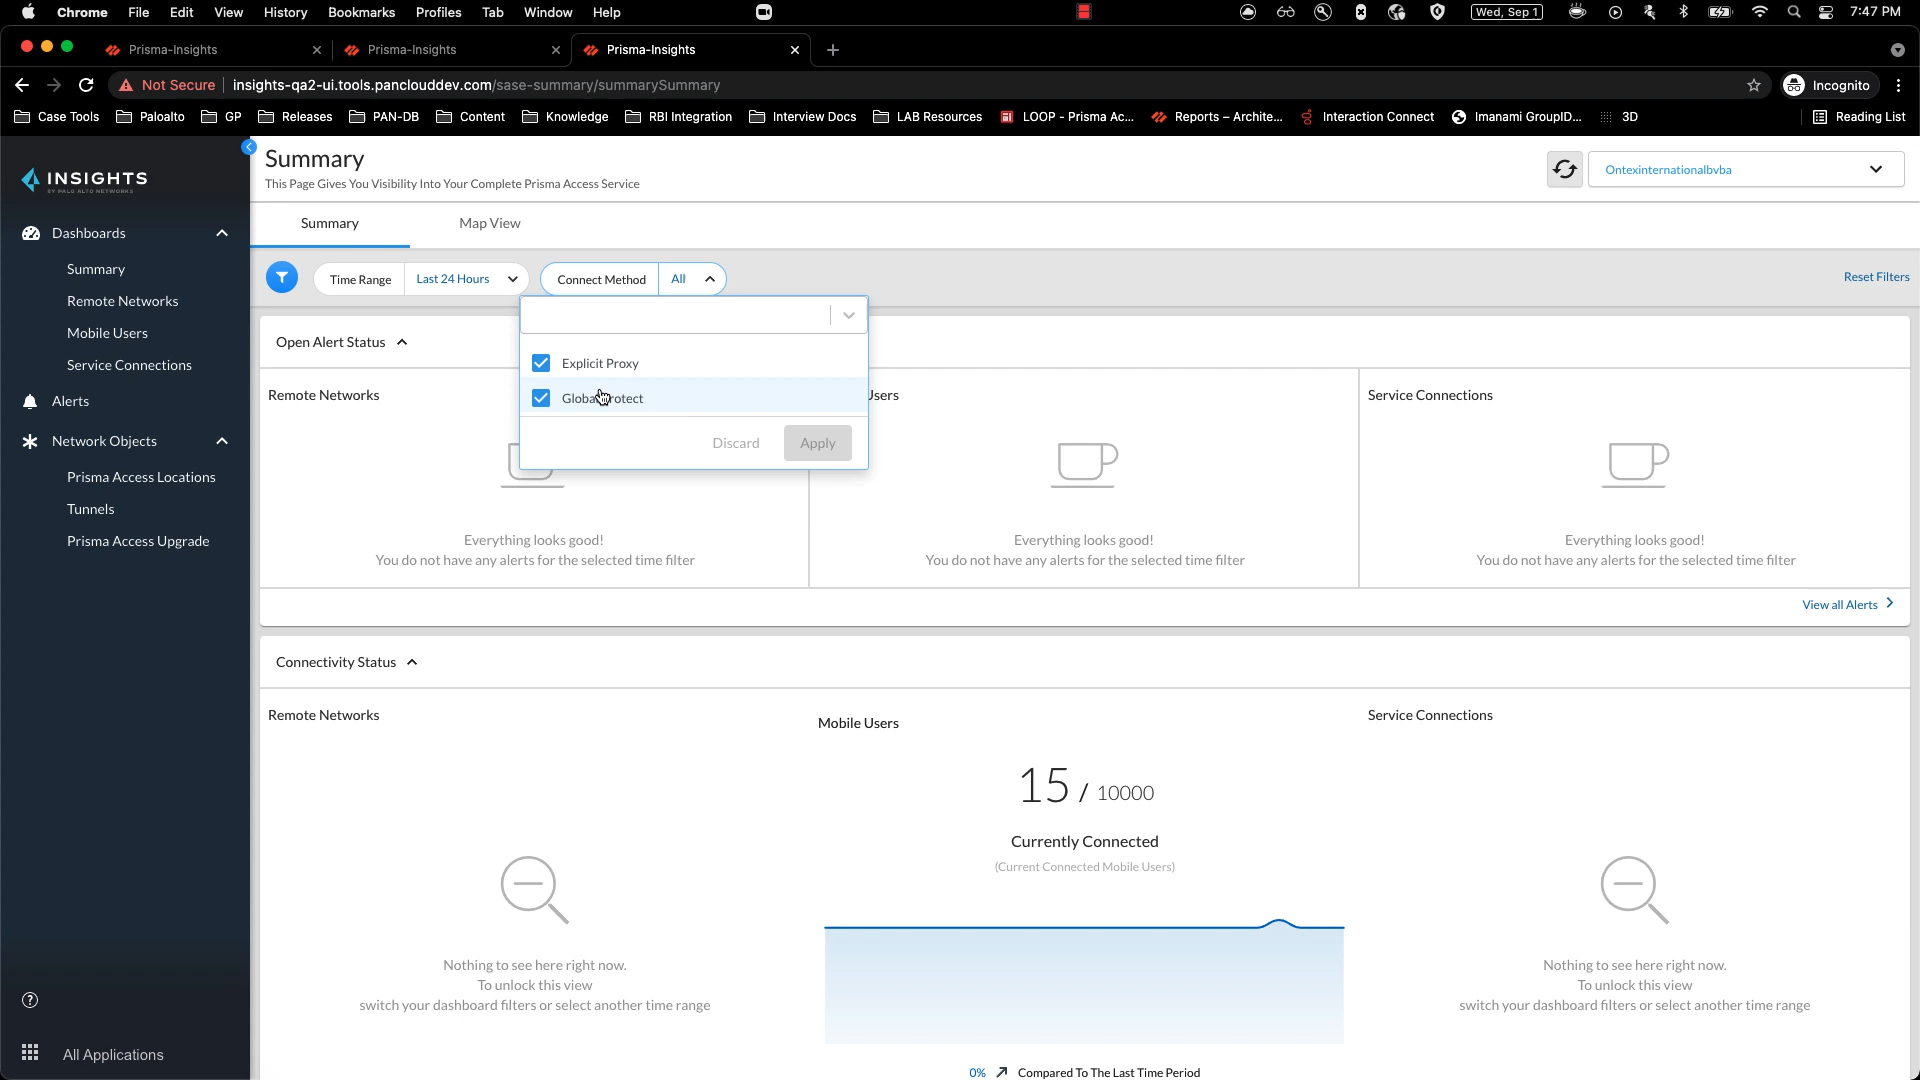 Chrome File Edit View History Bookmarks Profiles Tab Window Help Wed, Sep 1 7:47 PM
Prisma-Insights Prisma-Insights Prisma-Insights
Not Secure insights-qa2-ui.tools.panclouddev.com/sase-summary/summarySummary Incognito
Case Tools Paloalto GP Releases PAN-DB Content Knowledge RBI Integration Interview Docs LAB Resources LOOP - Prisma Ac... Reports – Archite... Interaction Connect Imanami GroupID... 3D Reading List
INSIGHTS
BY PALO ALTO NETWORKS
Dashboards
Summary
Remote Networks
Mobile Users
Service Connections
Alerts
Network Objects
Prisma Access Locations
Tunnels
Prisma Access Upgrade
All Applications
Summary
This Page Gives You Visibility Into Your Complete Prisma Access Service
Ontexinternationalbvba
Summary Map View
Time Range Last 24 Hours Connect Method All Reset Filters
Explicit Proxy
Discard Apply
Open Alert Status
Remote Networks
Everything looks good!
You do not have any alerts for the selected time filter
Users
Everything looks good!
You do not have any alerts for the selected time filter
Service Connections
Everything looks good!
You do not have any alerts for the selected time filter
View all Alerts
Connectivity Status
Remote Networks
Nothing to see here right now.
To unlock this view
switch your dashboard filters or select another time range
Mobile Users
15 / 10000
Currently Connected
(Current Connected Mobile Users)
0% Compared To The Last Time Period
Service Connections
Nothing to see here right now.
To unlock this view
switch your dashboard filters or select another time range